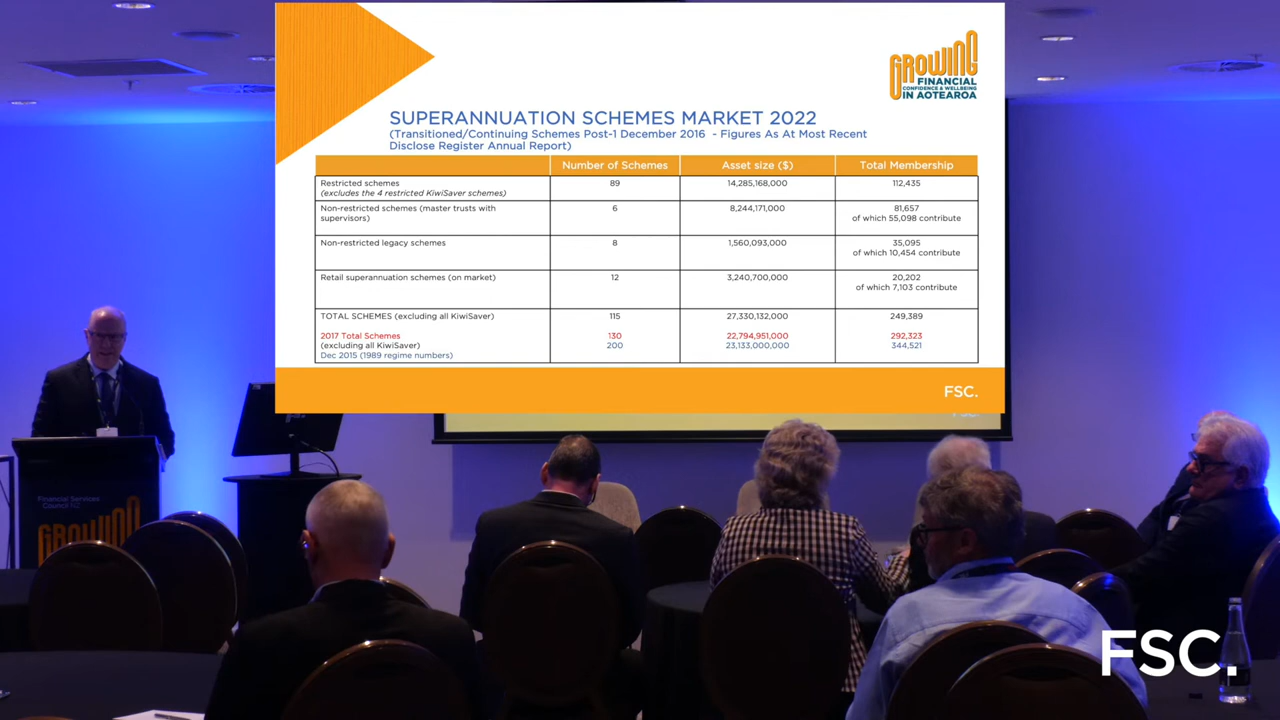 GROWING
FINANCIAL
CONFIDENCE & WELLBEING
IN AOTEAROA
SUPERANNUATION SCHEMES MARKET 2022
(Transitioned/Continuing Schemes Post-1 December 2016 - Figures As At Most Recent
Disclose Register Annual Report)
Number of Schemes Asset size ($) Total Membership
Restricted schemes 89 14,285,168,000 112,435
(excludes the 4 restricted KiwiSaver schemes)
Non-restricted schemes (master trusts with 6 8,244,171,000 81,657
supervisors) of which 55,098 contribute
Non-restricted legacy schemes 8 1,560,093,000 35,095
of which 10,454 contribute
Retail superannuation schemes (on market) 12 3,240,700,000 20,202
of which 7,103 contribute
TOTAL SCHEMES (excluding all KiwiSaver) 115 27,330,132,000 249,389
2017 Total Schemes 130 22,794,951,000 292,323
(excluding all KiwiSaver) 200 23,133,000,000 344,521
Dec 2015 (1989 regime numbers)
FSC.
FSC.
Financial Services
Council NZ
GROWING
FSC.